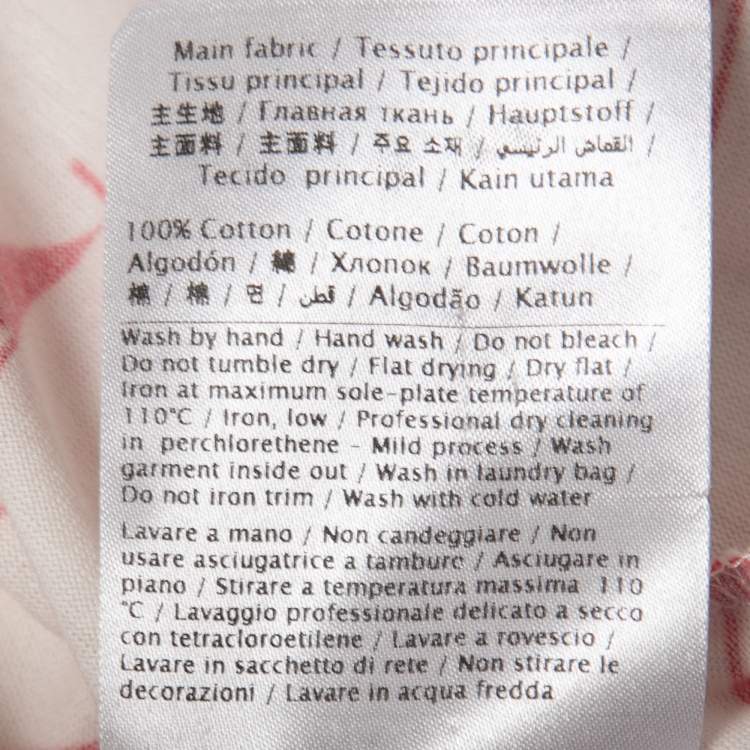 Main fabric / Tessuto principale /
Tissu principal / Tejido principal /
主生地 / Главная ткань / Hauptstoff /
主面料 / 主面料 / 주요 소재 / القماش الرئيسي /
Tecido principal / Kain utama
100% Cotton / Cotone / Coton /
Algodón / 綿 / Хлопок / Baumwolle /
棉 / 棉 / 면 / قطن / Algodão / Katun
Wash by hand / Hand wash / Do not bleach /
Do not tumble dry / Flat drying / Dry flat /
Iron at maximum sole-plate temperature of
110°C / Iron, low / Professional dry cleaning
in perchlorethene - Mild process / Wash
garment inside out / Wash in laundry bag /
Do not iron trim / Wash with cold water
Lavare a mano / Non candeggiare / Non
usare asciugatrice a tamburo / Asciugare in
piano / Stirare a temperatura massima 110
°C / Lavaggio professionale delicato a secco
con tetracloroetilene / Lavare a rovescio /
Lavare in sacchetto di rete / Non stirare le
decorazioni / Lavare in acqua fredda